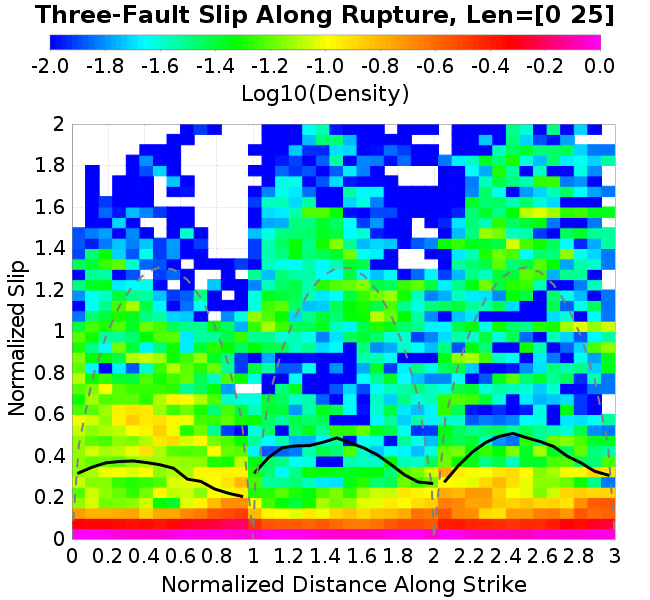 Three-Fault Slip Along Rupture, Len=[0 25]
-2.0 -1.8 -1.6 -1.4 -1.2 -1.0 -0.8 -0.6 -0.4 -0.2 0.0
Log10(Density)
Normalized Slip
2
1.8
1.6
1.4
1.2
1
0.8
0.6
0.4
0.2
0
0 0.2 0.4 0.6 0.8 1 1.2 1.4 1.6 1.8 2 2.2 2.4 2.6 2.8 3
Normalized Distance Along Strike